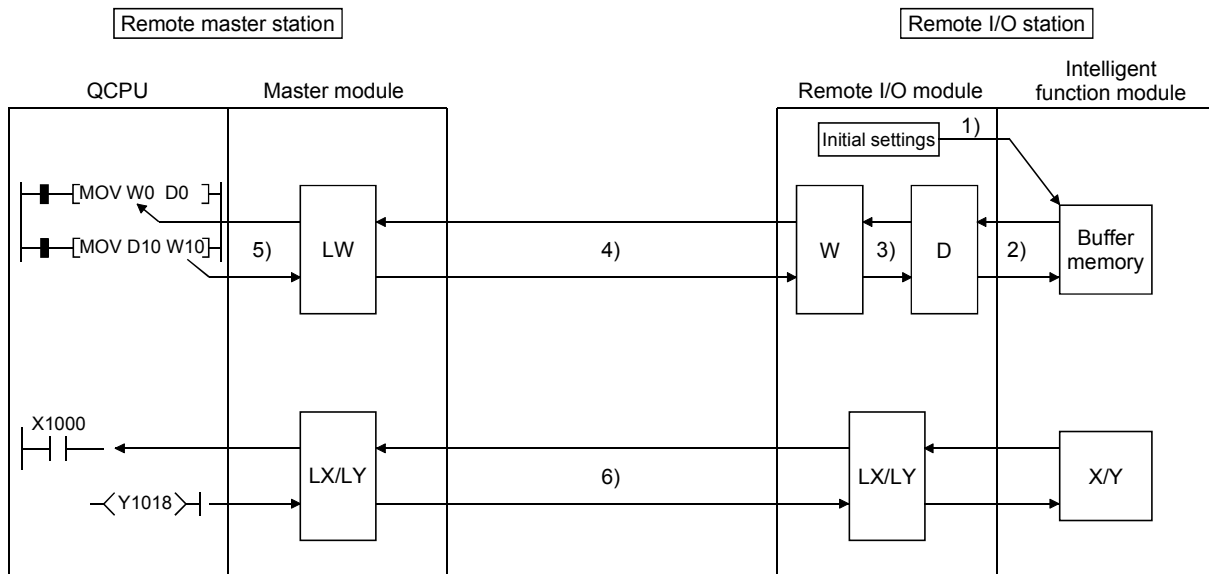 Remote master station
Remote I/O station
QCPU
Master module
Remote I/O module
Intelligent
function module
Initial settings
1)
MOV W0 D0
MOV D10 W10
5)
LW
4)
W
3)
D
2)
Buffer
memory
X1000
Y1018
LX/LY
6)
LX/LY
X/Y